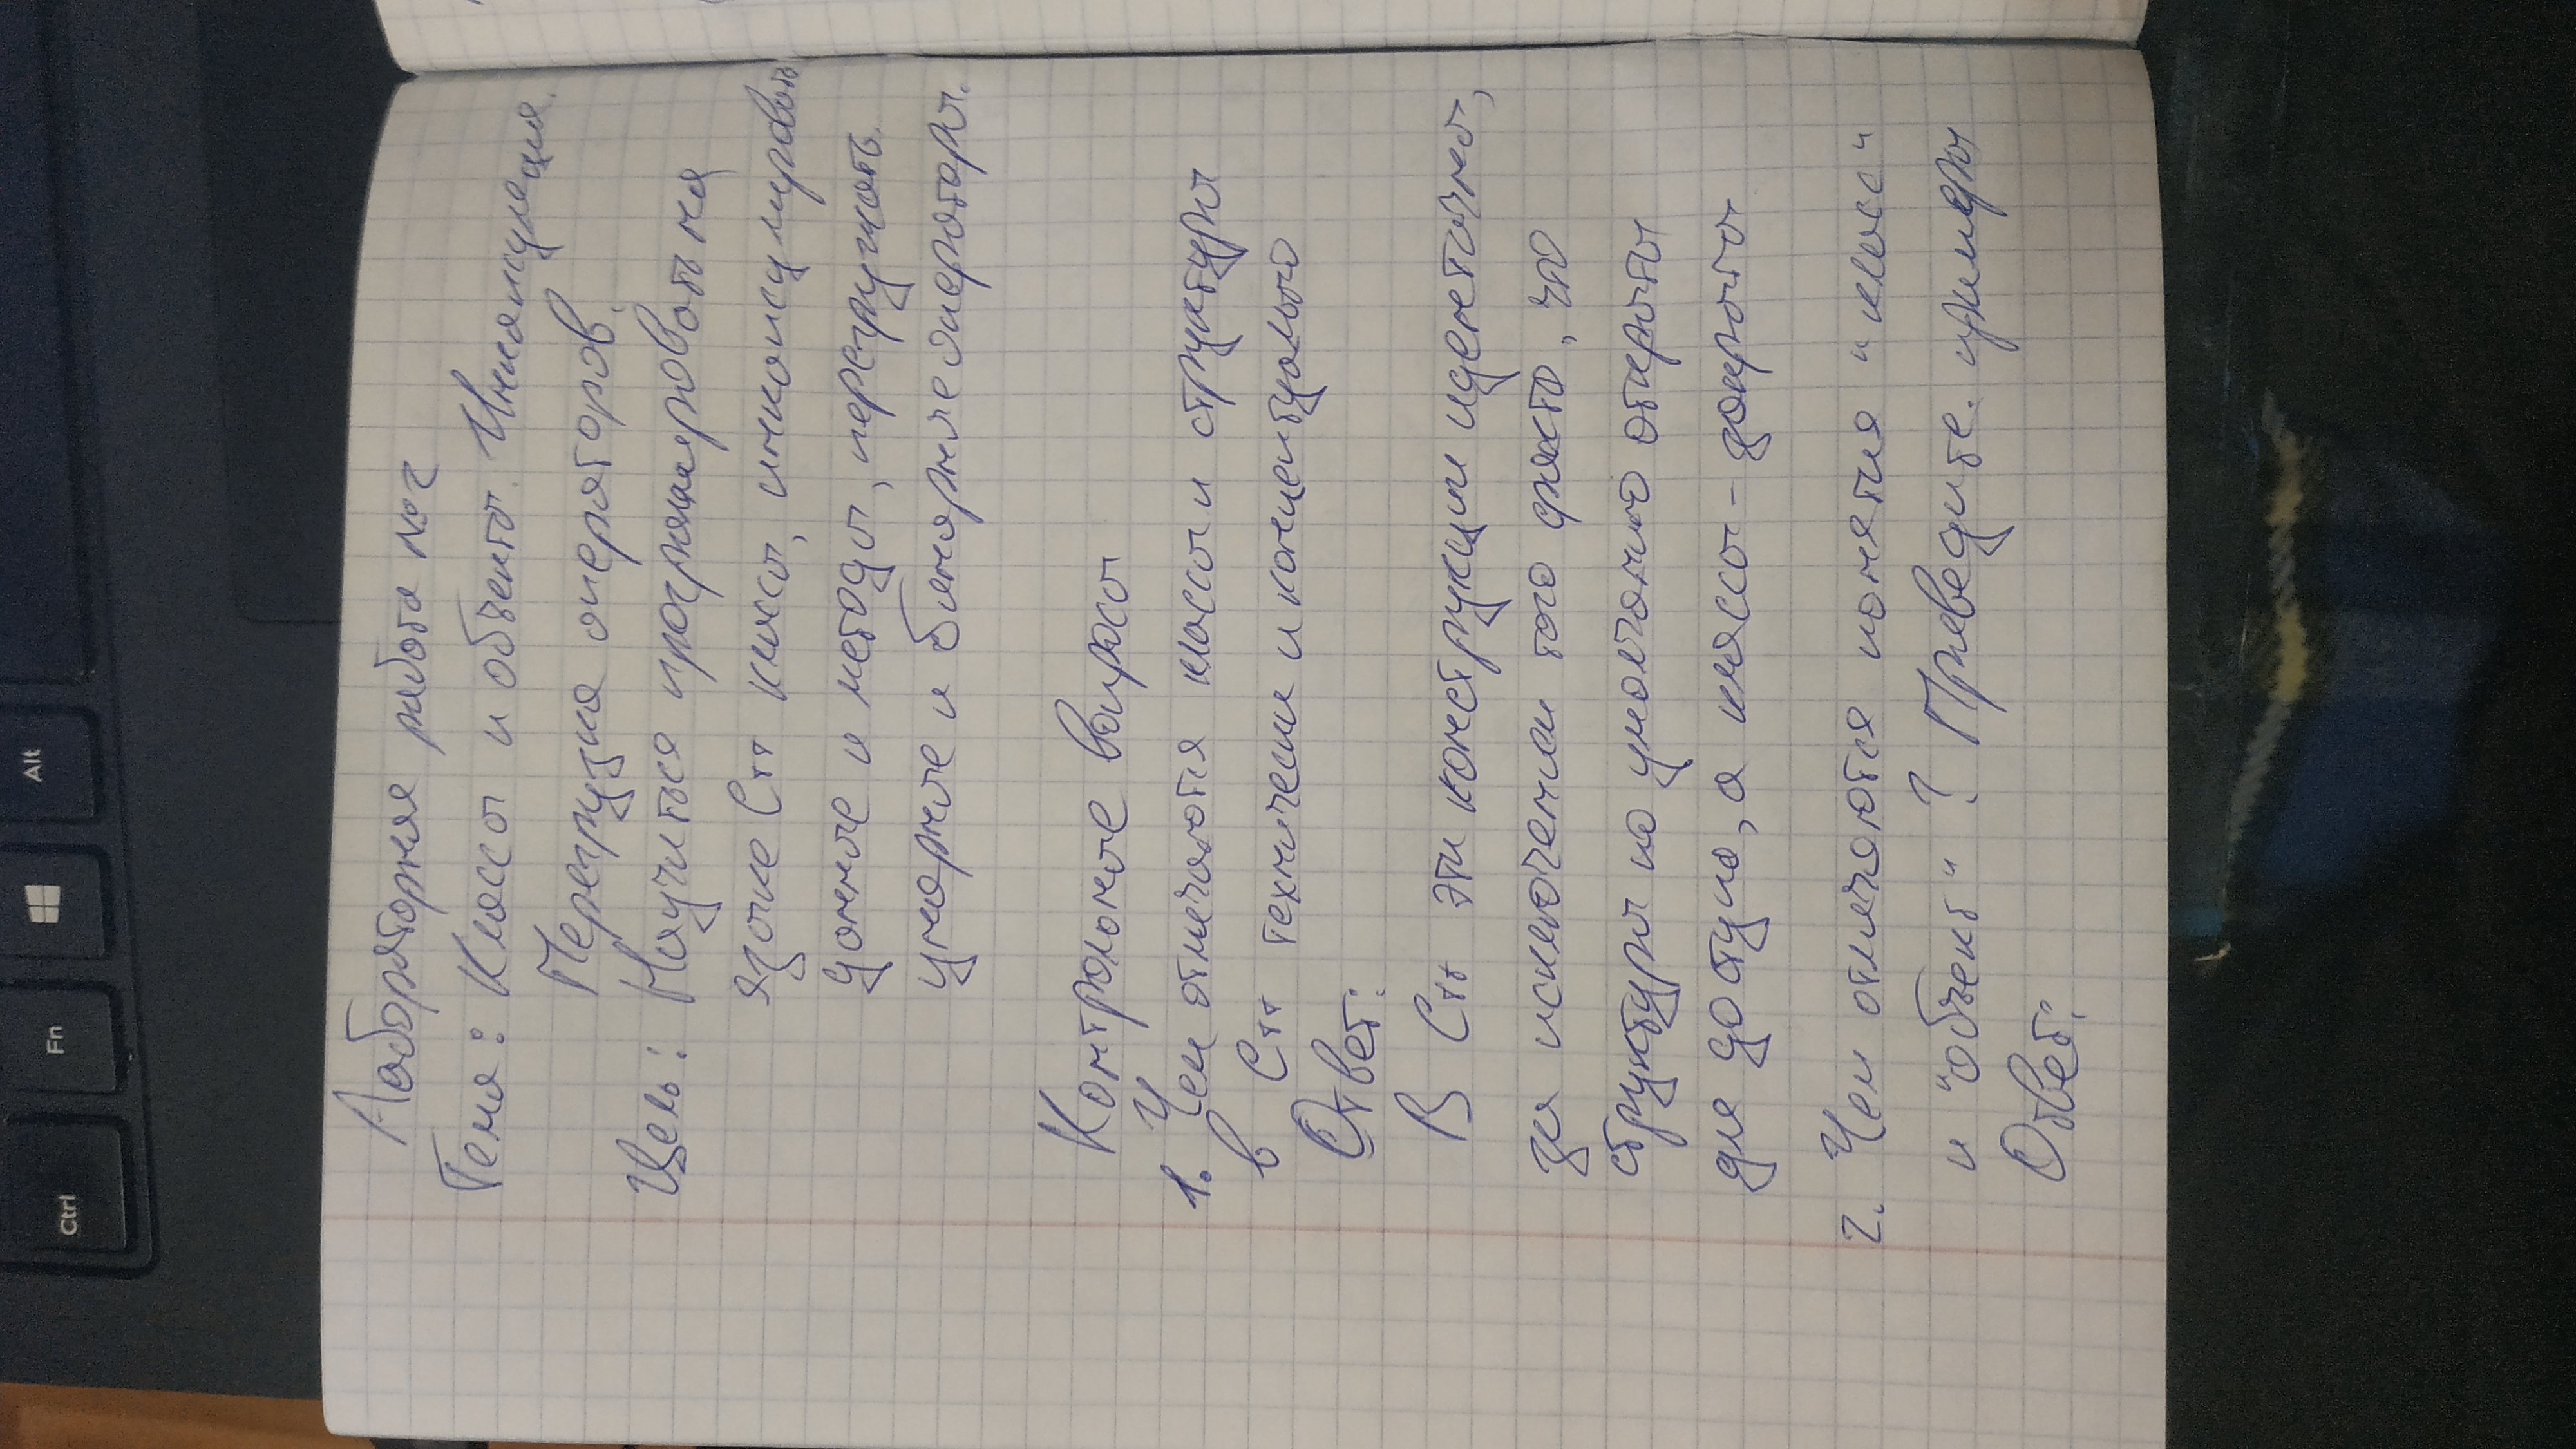 Ctrl Fn Alt
Лабораторная работа №2
Тема: Классы и объекты. Инкапсуляция.
Перегрузка операторов.
Цель: Научиться программировать на
языке C++ классы, инкапсулировать
данные и методы, перегружать
унарные и бинарные операторы.
Контрольные вопросы
1. Чем отличаются классы и структуры
в C++ технически и концептуально
Ответ:
В C++ эти конструкции идентичны,
за исключением того факта, что
структуры по умолчанию открыты
для доступа, а классы - закрыты
2. Чем отличаются понятия "класс"
и "объект"? Приведите. примеры
Ответ: